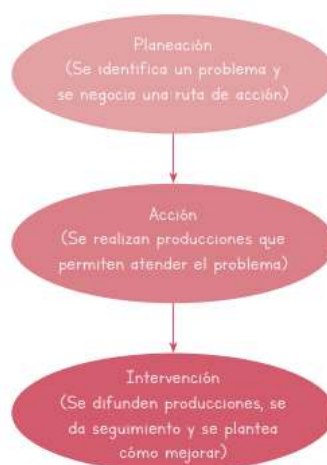 Planeación
(Se identifica un problema y
se negocia una ruta de acción)
Acción
(Se realizan producciones que
permiten atender el problema)
Intervención
(Se difunden producciones, se
da seguimiento y se plantea
cómo mejorar)